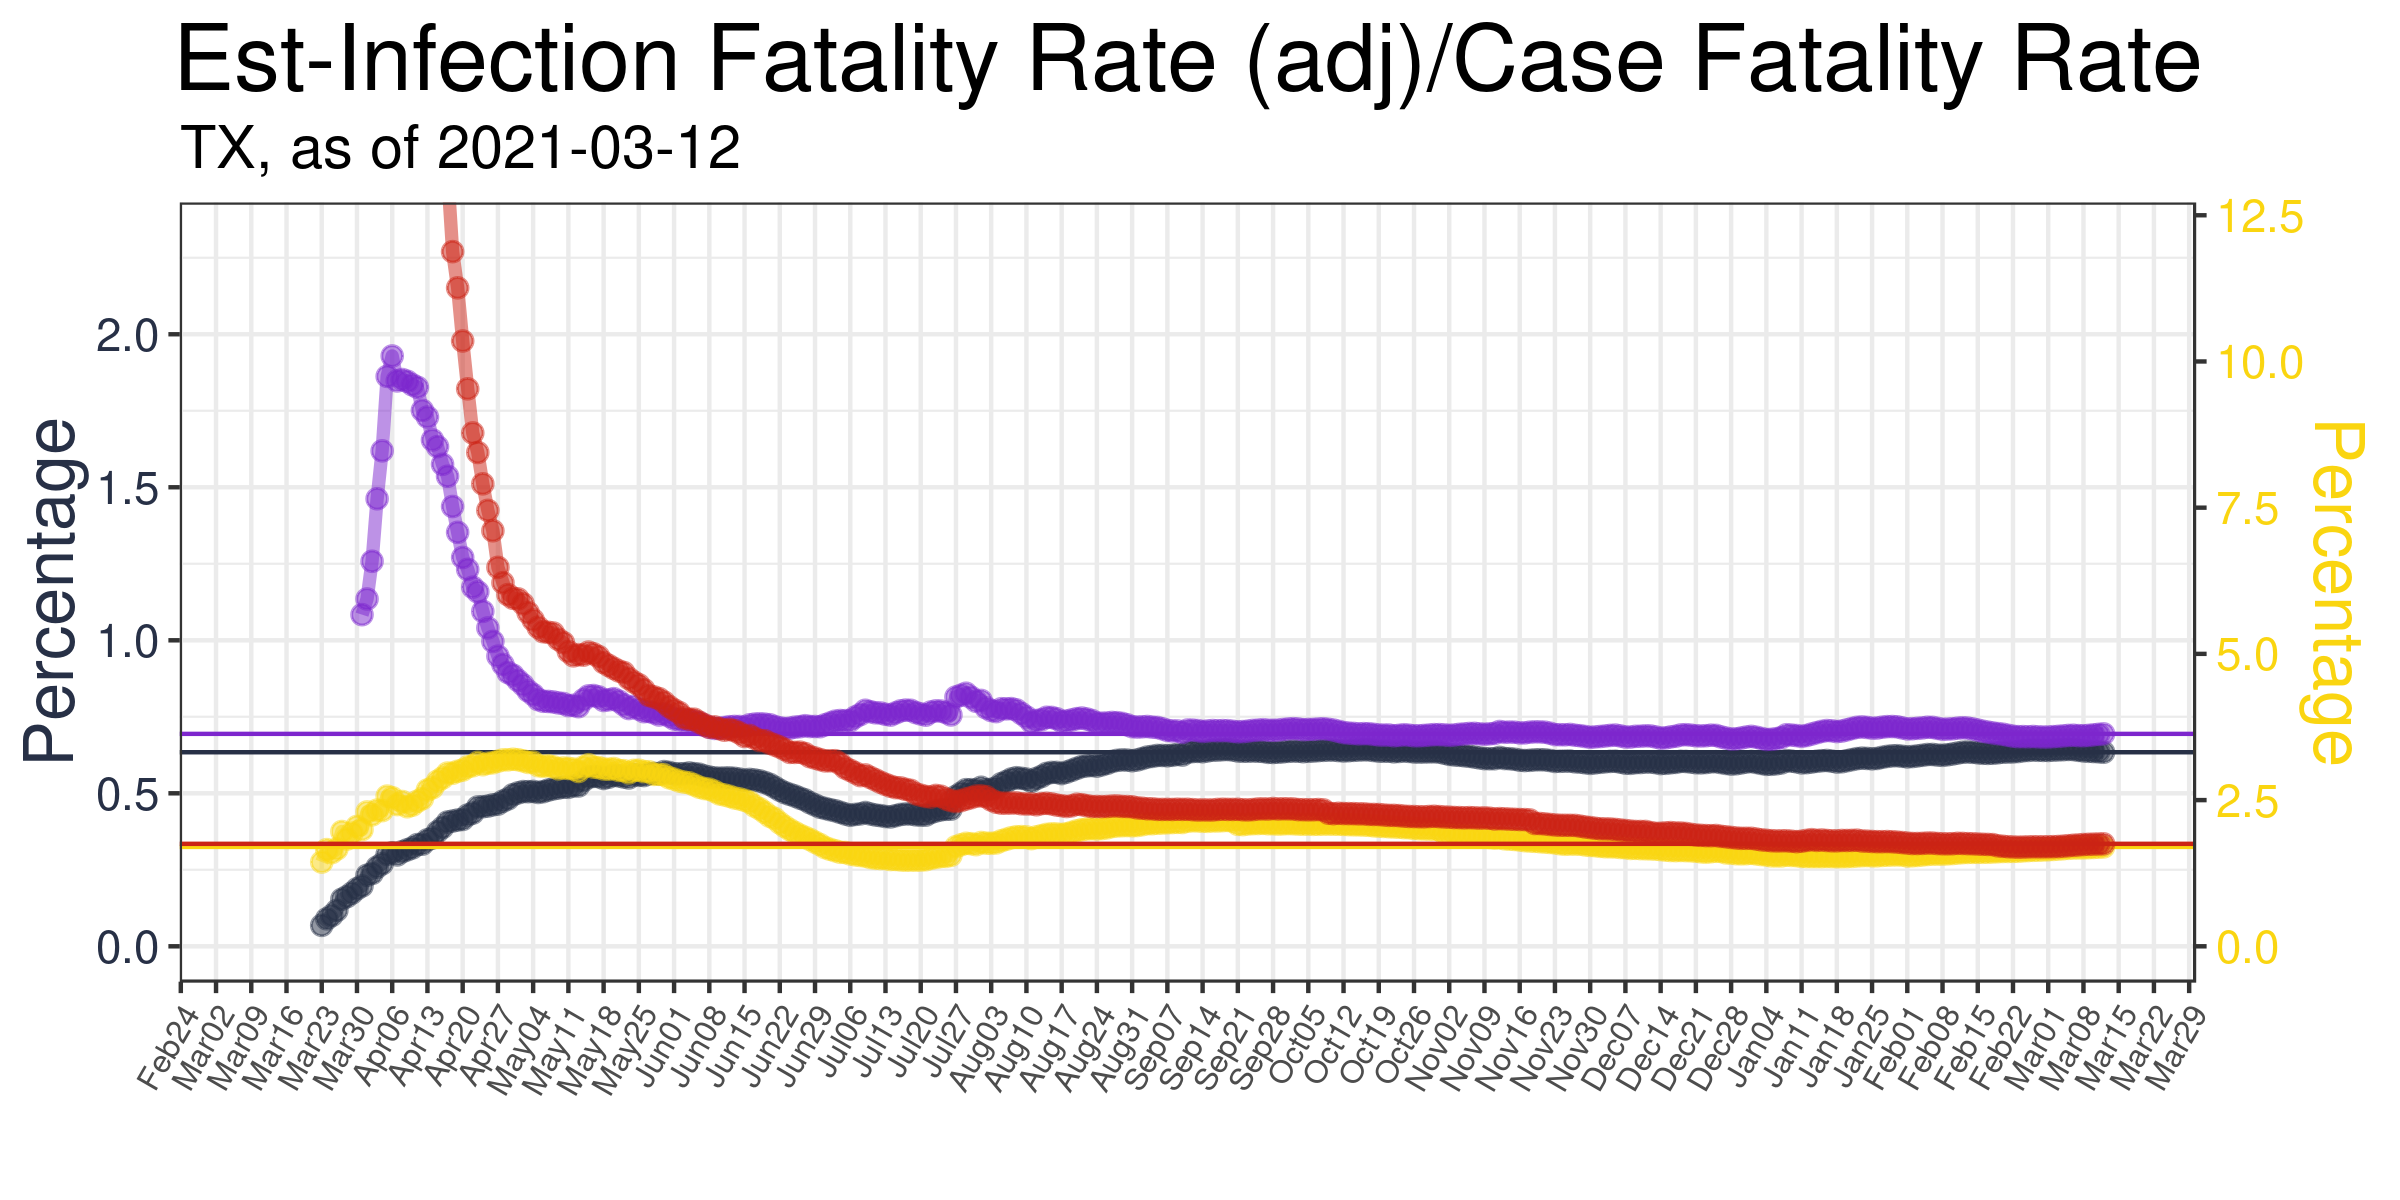 Est-Infection Fatality Rate (adj)/Case Fatality Rate
TX, as of 2021-03-12
Percentage
2.0
1.5
1.0
0.5
0.0
12.5
10.0
7.5
5.0
2.5
0.0
Percentage
Feb24
Mar02
Mar09
Mar16
Mar23
Mar30
Apr06
Apr13
Apr20
Apr27
May04
May11
May18
May25
Jun01
Jun08
Jun15
Jun22
Jun29
Jul06
Jul13
Jul20
Jul27
Aug03
Aug10
Aug17
Aug24
Aug31
Sep07
Sep14
Sep21
Sep28
Oct05
Oct12
Oct19
Oct26
Nov02
Nov09
Nov16
Nov23
Nov30
Dec07
Dec14
Dec21
Dec28
Jan04
Jan11
Jan18
Jan25
Feb01
Feb08
Feb15
Feb22
Mar01
Mar08
Mar15
Mar22
Mar29